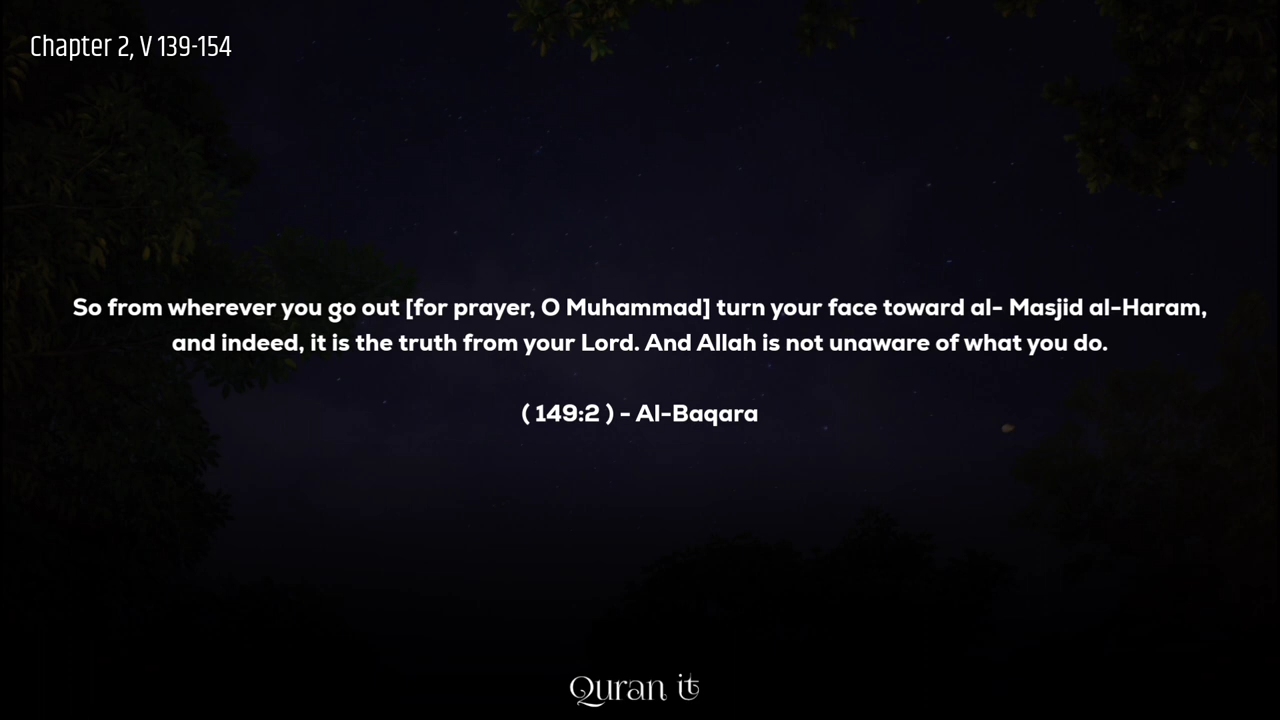 Chapter 2, V 139-154
So from wherever you go out [for prayer, O Muhammad] turn your face toward al- Masjid al-Haram,
and indeed, it is the truth from your Lord. And Allah is not unaware of what you do.
( 149:2 ) - Al-Baqara
Quran it